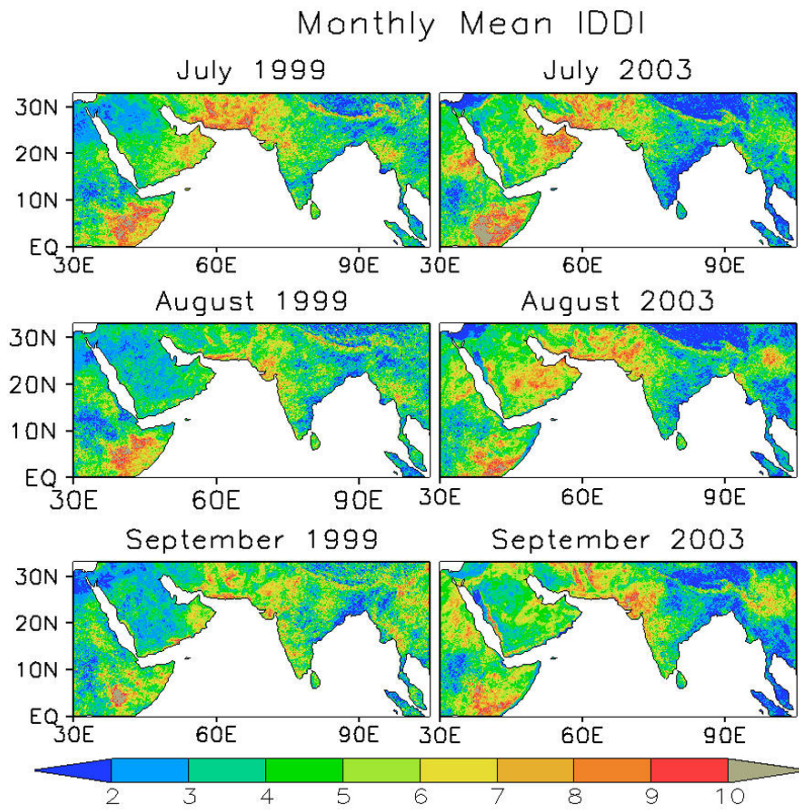 Monthly Mean IDDI
July 1999
July 2003
30N
20N
10N
EQ
30E 60E 90E
30E 60E 90E
August 1999
August 2003
30N
20N
10N
EQ
30E 60E 90E
30E 60E 90E
September 1999
September 2003
30N
20N
10N
EQ
30E 60E 90E
30E 60E 90E
2 3 4 5 6 7 8 9 10